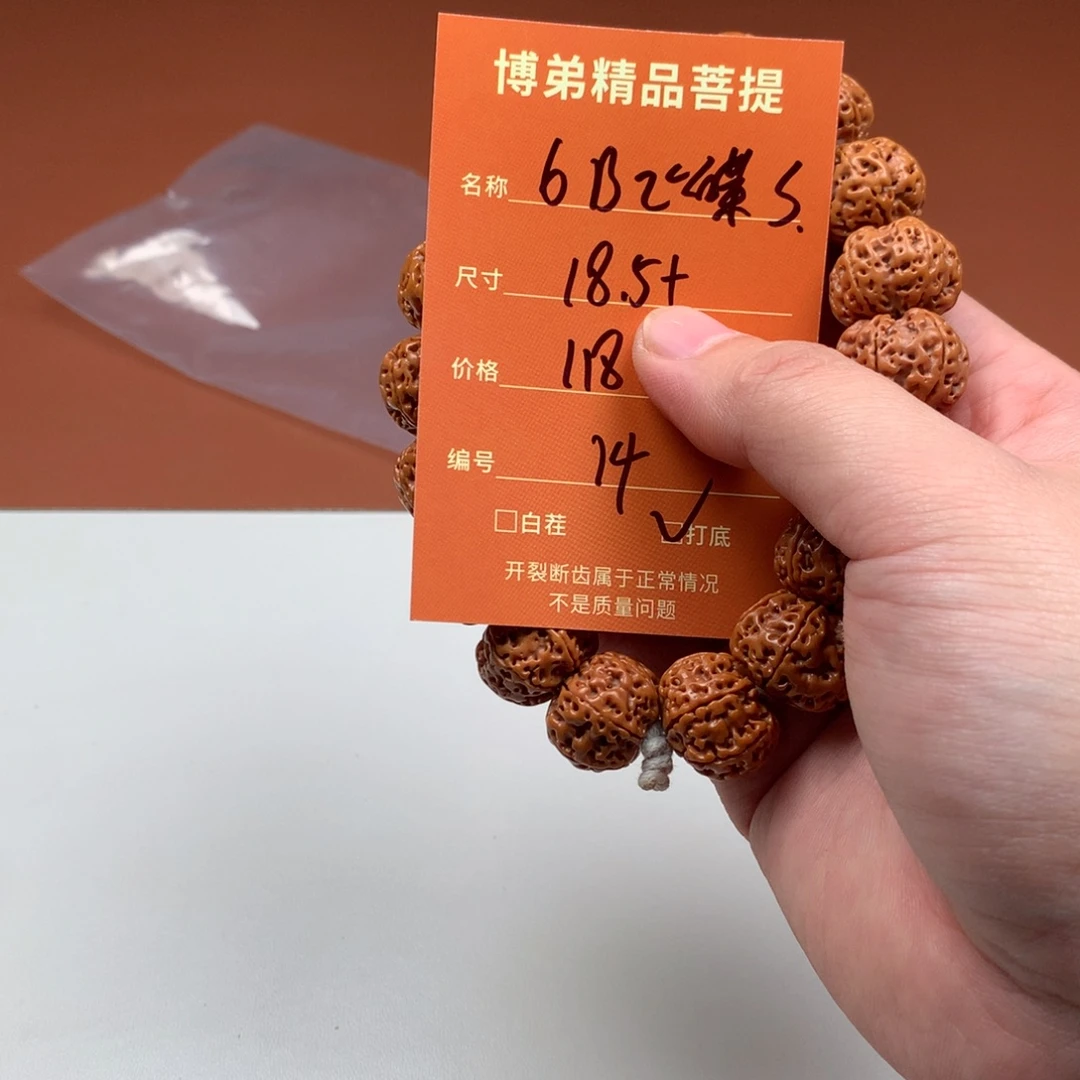 博弟精品菩提
名称 6B飞碟S.
尺寸 18.5+
价格 118
编号 14
白茬 ✓打底
开裂断齿属于正常情况
不是质量问题